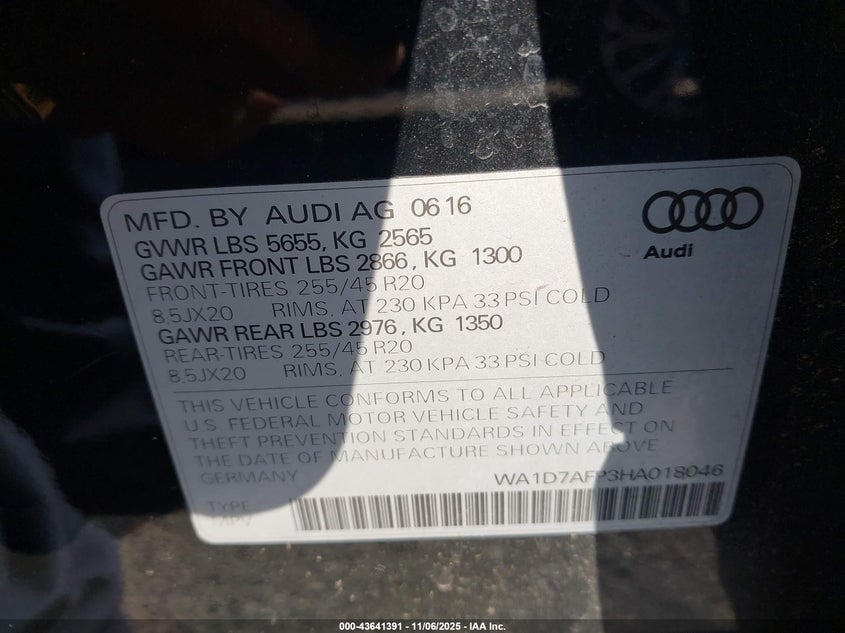 MFD. BY AUDI AG 06 16
GVWR LBS 5655, KG 2565
GAWR FRONT LBS 2866, KG 1300
FRONT-TIRES 255/45 R20
8,5JX20 RIMS, AT 230 KPA 33 PSI COLD
GAWR REAR LBS 2976, KG 1350
REAR-TIRES 255/45 R20
8,5JX20 RIMS, AT 230 KPA 33 PSI COLD
Audi
THIS VEHICLE CONFORMS TO ALL APPLICABLE
U.S. FEDERAL MOTOR VEHICLE SAFETY AND
THEFT PREVENTION STANDARDS IN EFFECT ON
THE DATE OF MANUFACTURE SHOWN ABOVE
GERMANY WA1D7AFP3HA018046
TYPE
000-43641391 - 11/06/2025 - IAA Inc.